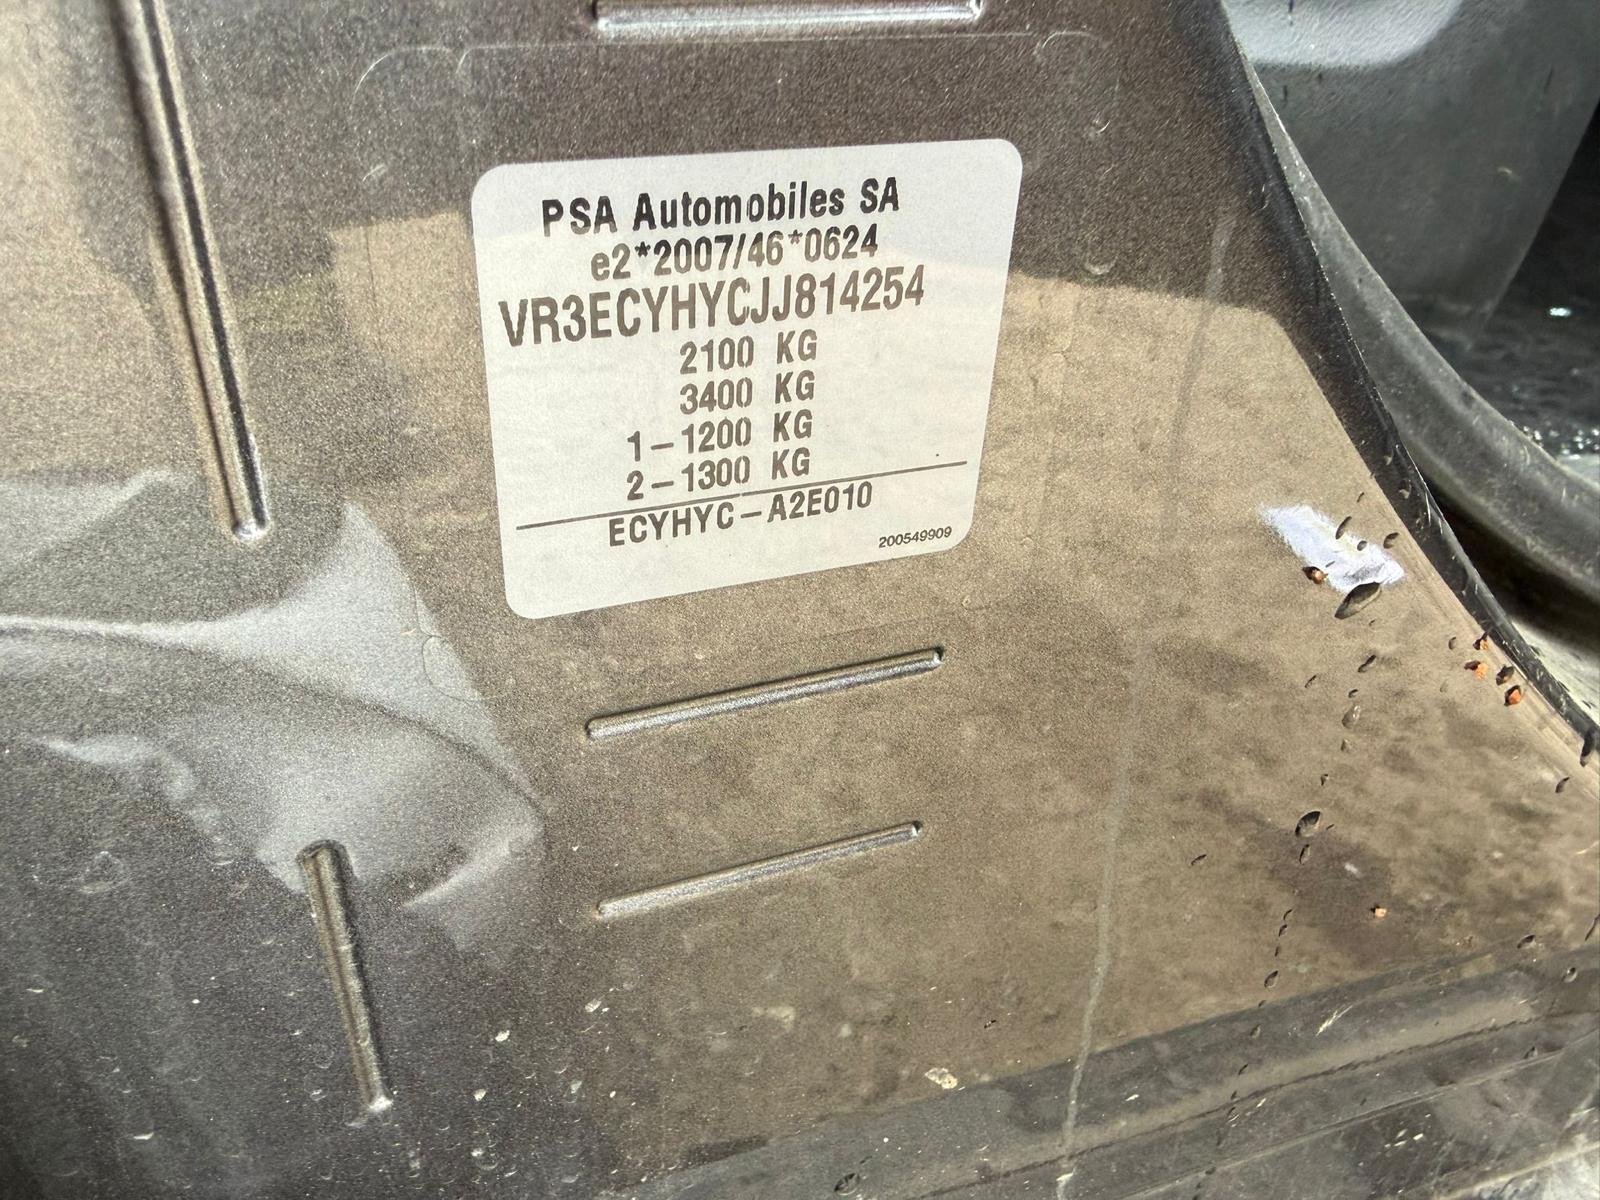 PSA Automobiles SA
e2*2007/46*0624
VR3ECYHYCJJ814254
2100 KG
3400 KG
1-1200 KG
2-1300 KG
ECYHYC-A2E010
200549909